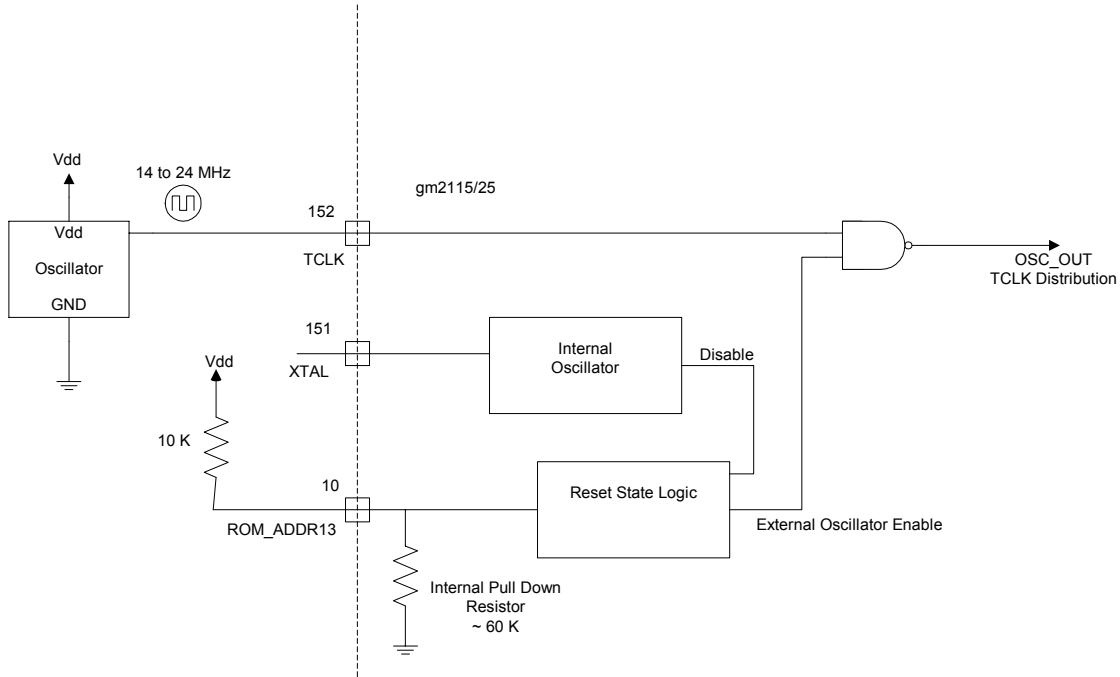 Vdd
14 to 24 MHz
gm2115/25
Vdd
Oscillator
GND
152
TCLK
OSC_OUT
TCLK Distribution
151
XTAL
Internal
Oscillator
Disable
Vdd
10 K
10
ROM_ADDR13
Reset State Logic
External Oscillator Enable
Internal Pull Down
Resistor
~ 60 K